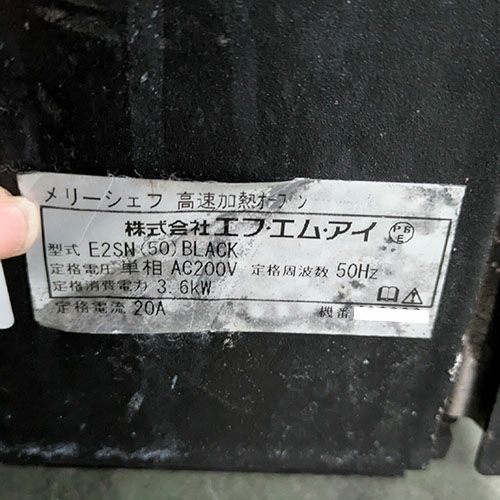 メリーシェフ 高速加熱オーブン
株式会社 エフ・エム・アイ
PS E
型式 E2SN(50)BLACK
定格電圧 単相 AC200V 定格周波数 50Hz
定格消費電力 3.6kW
定格電流 20A 機番